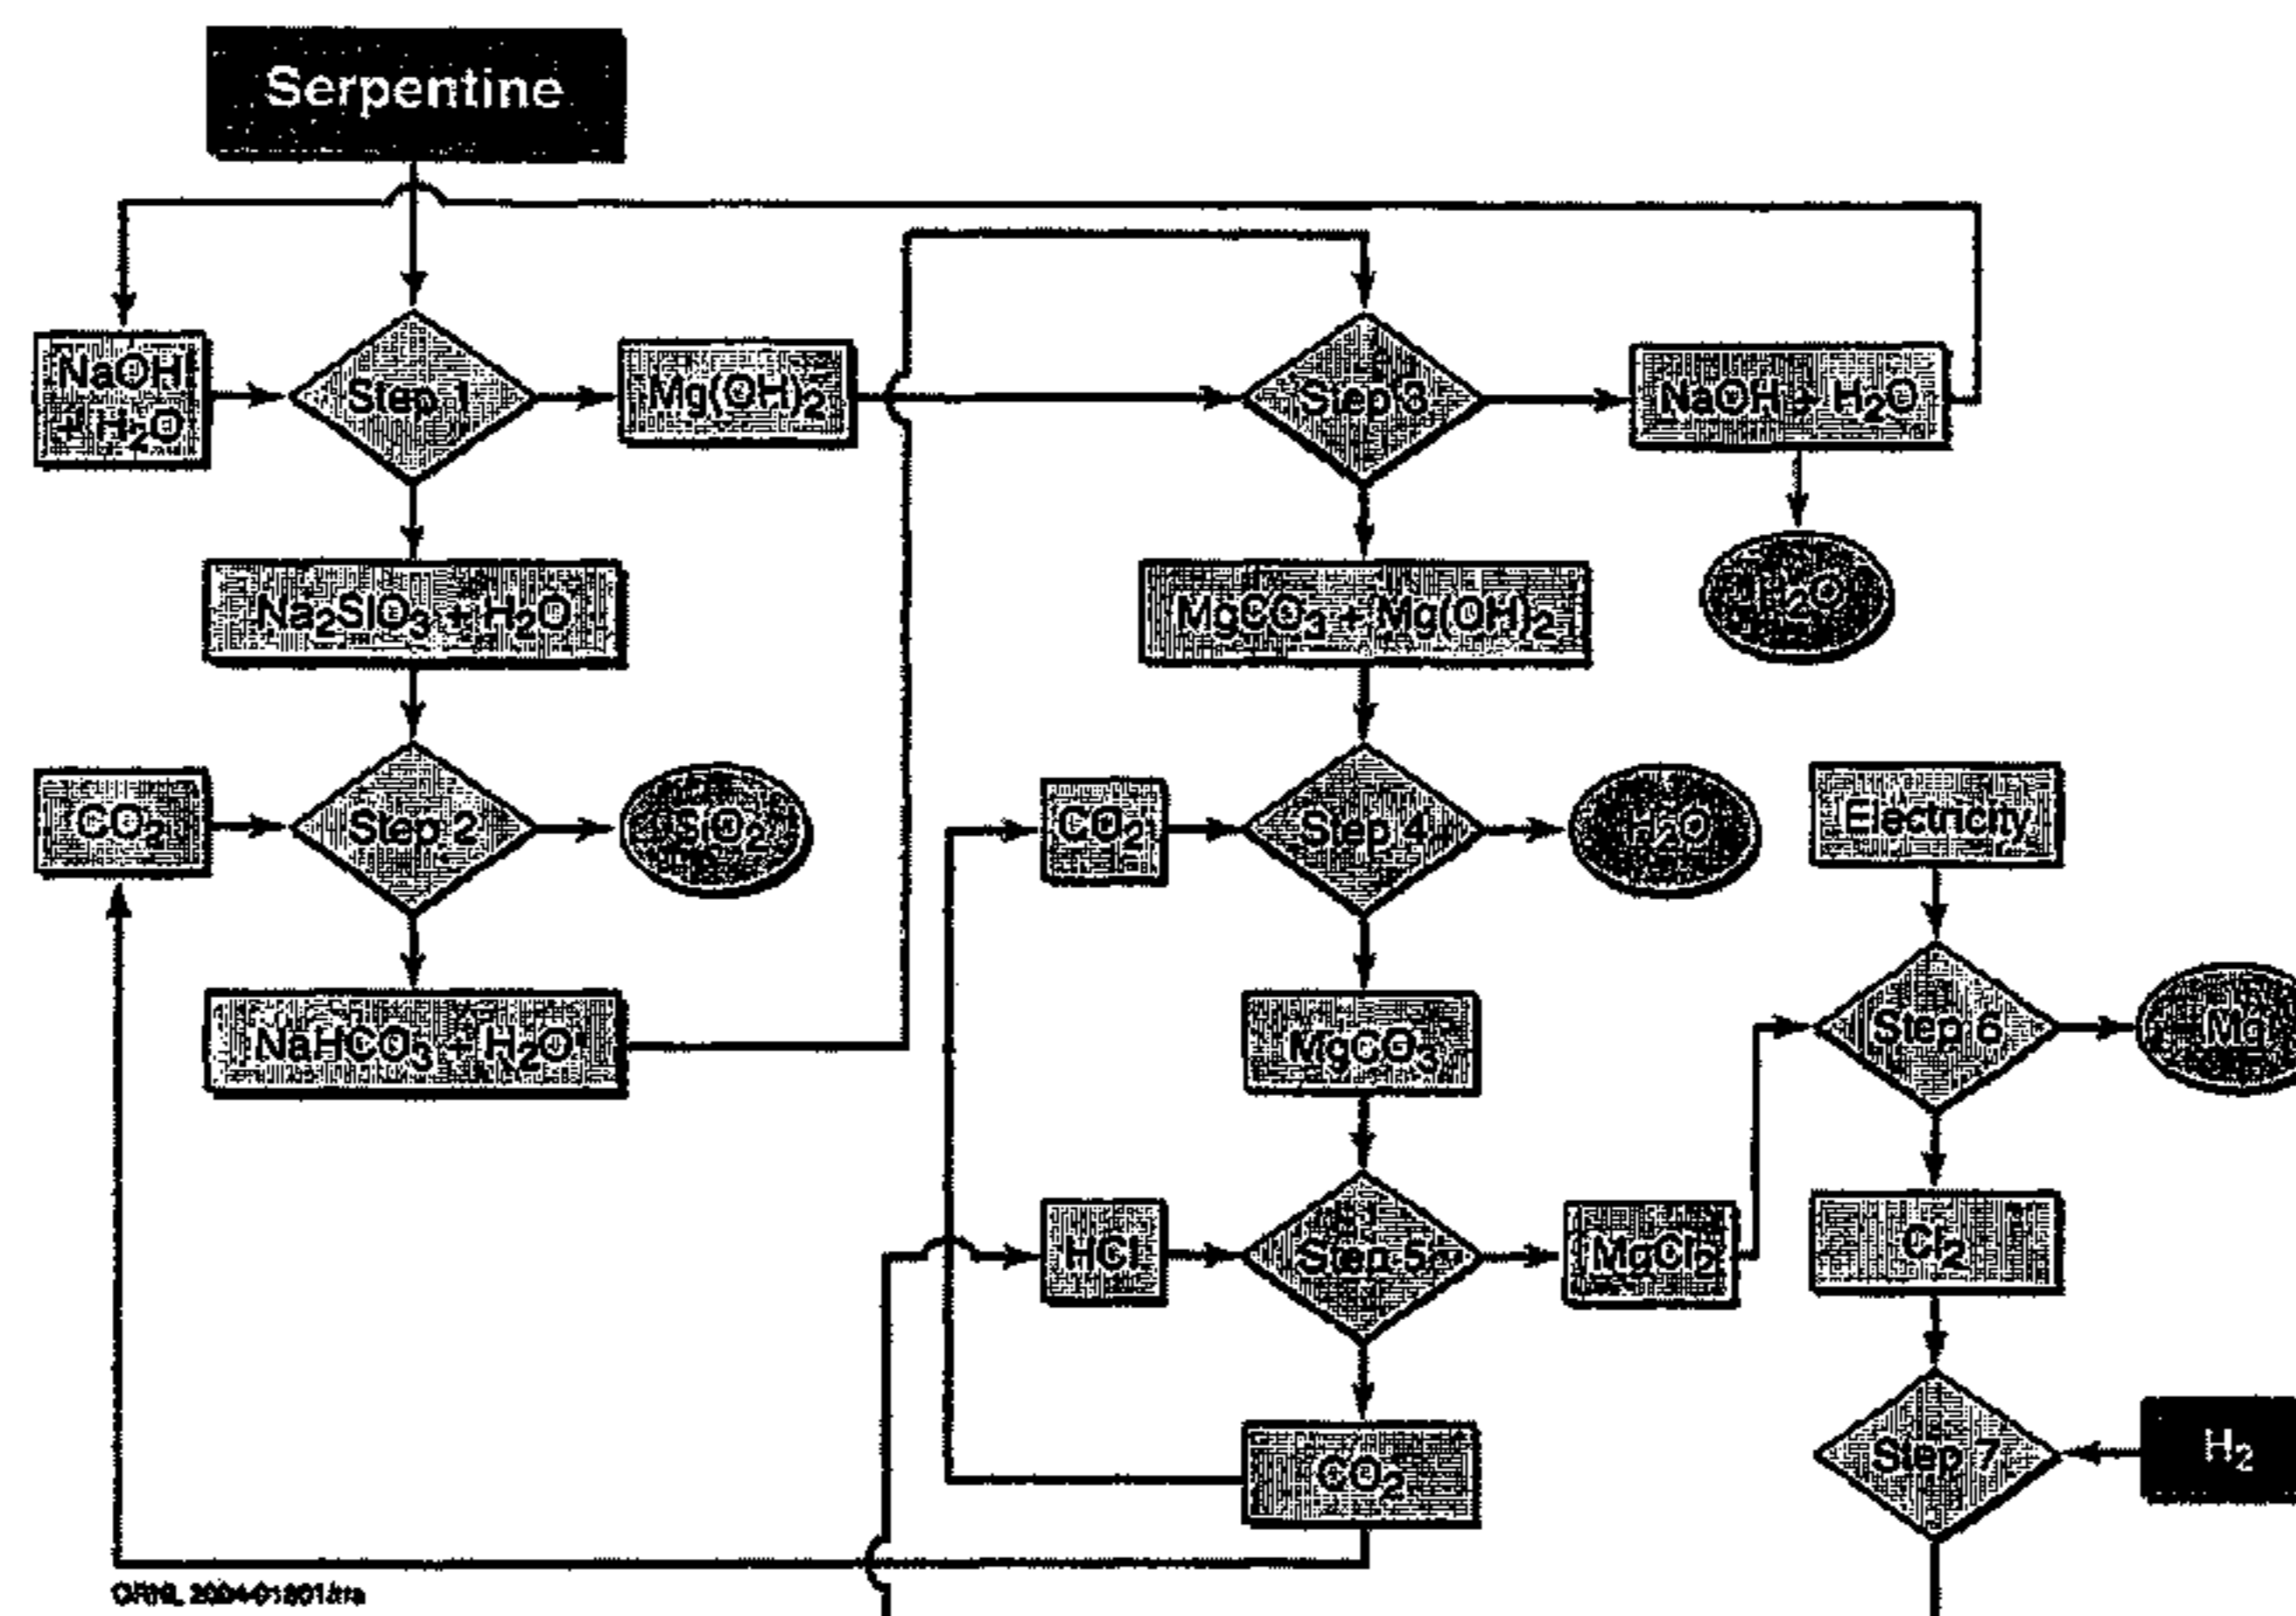 Serpentine
NaOH
+ H2O
Step 1
Mg(OH)2
Step 3
NaOH + H2O
Na2SiO3 + H2O
MgCO3 + Mg(OH)2
H2O
CO2
Step 2
SiO2
CO2
Step 4
H2O
Electricity
NaHCO3 + H2O
MgCO3
Step 6
Mg
HCl
Step 5
MgCl2
Cl2
CO2
Step 7
H2